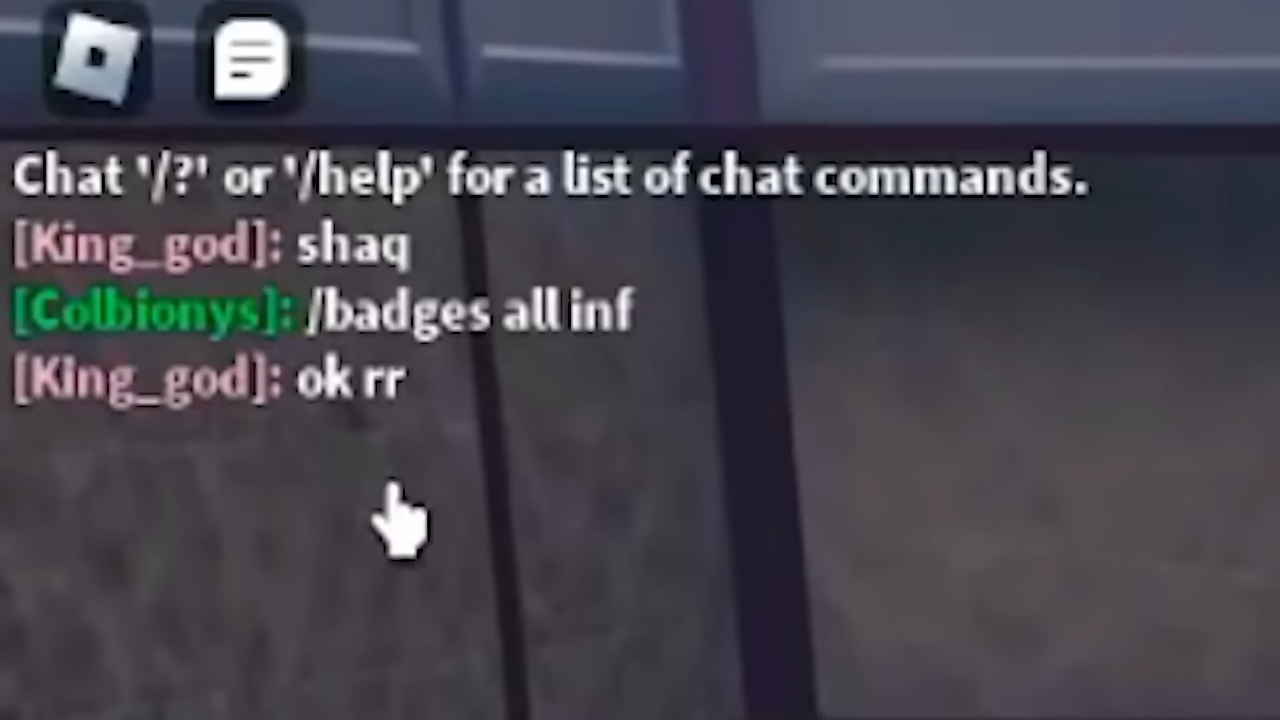 Chat '/?' or '/help' for a list of chat commands.
[King_god]: shaq
[Colbionys]: /badges all inf
[King_god]: ok rr